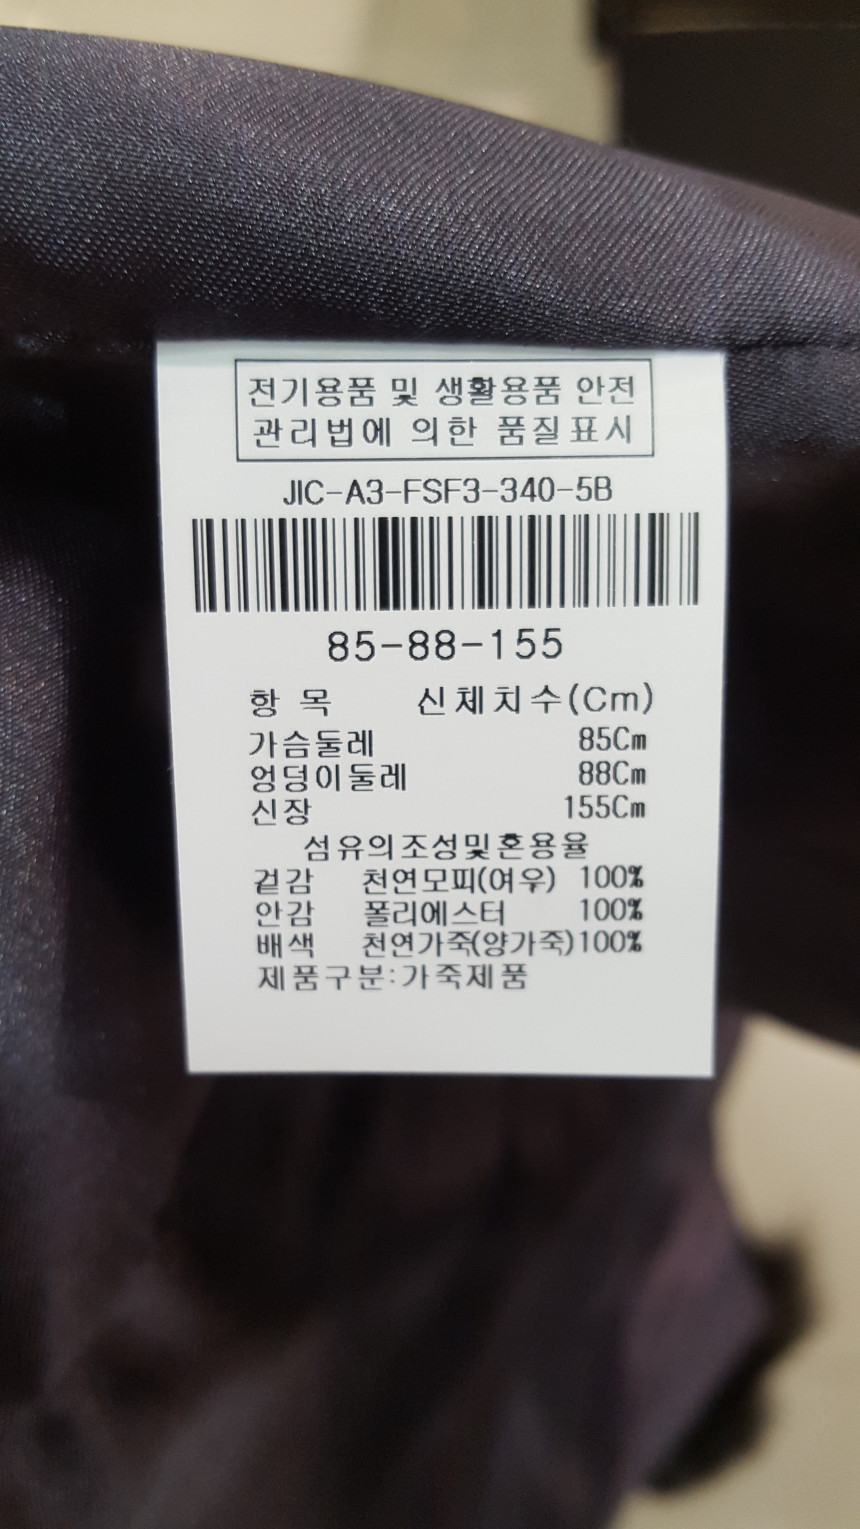 전기용품 및 생활용품 안전
관리법에 의한 품질표시
JIC-A3-FSF3-340-5B
85-88-155
항 목 신체치수(Cm)
가슴둘레 85Cm
엉덩이둘레 88Cm
신장 155Cm
섬유의조성및혼용율
겉감 천연모피(여우) 100%
안감 폴리에스터 100%
배색 천연가죽(양가죽)100%
제품구분:가죽제품